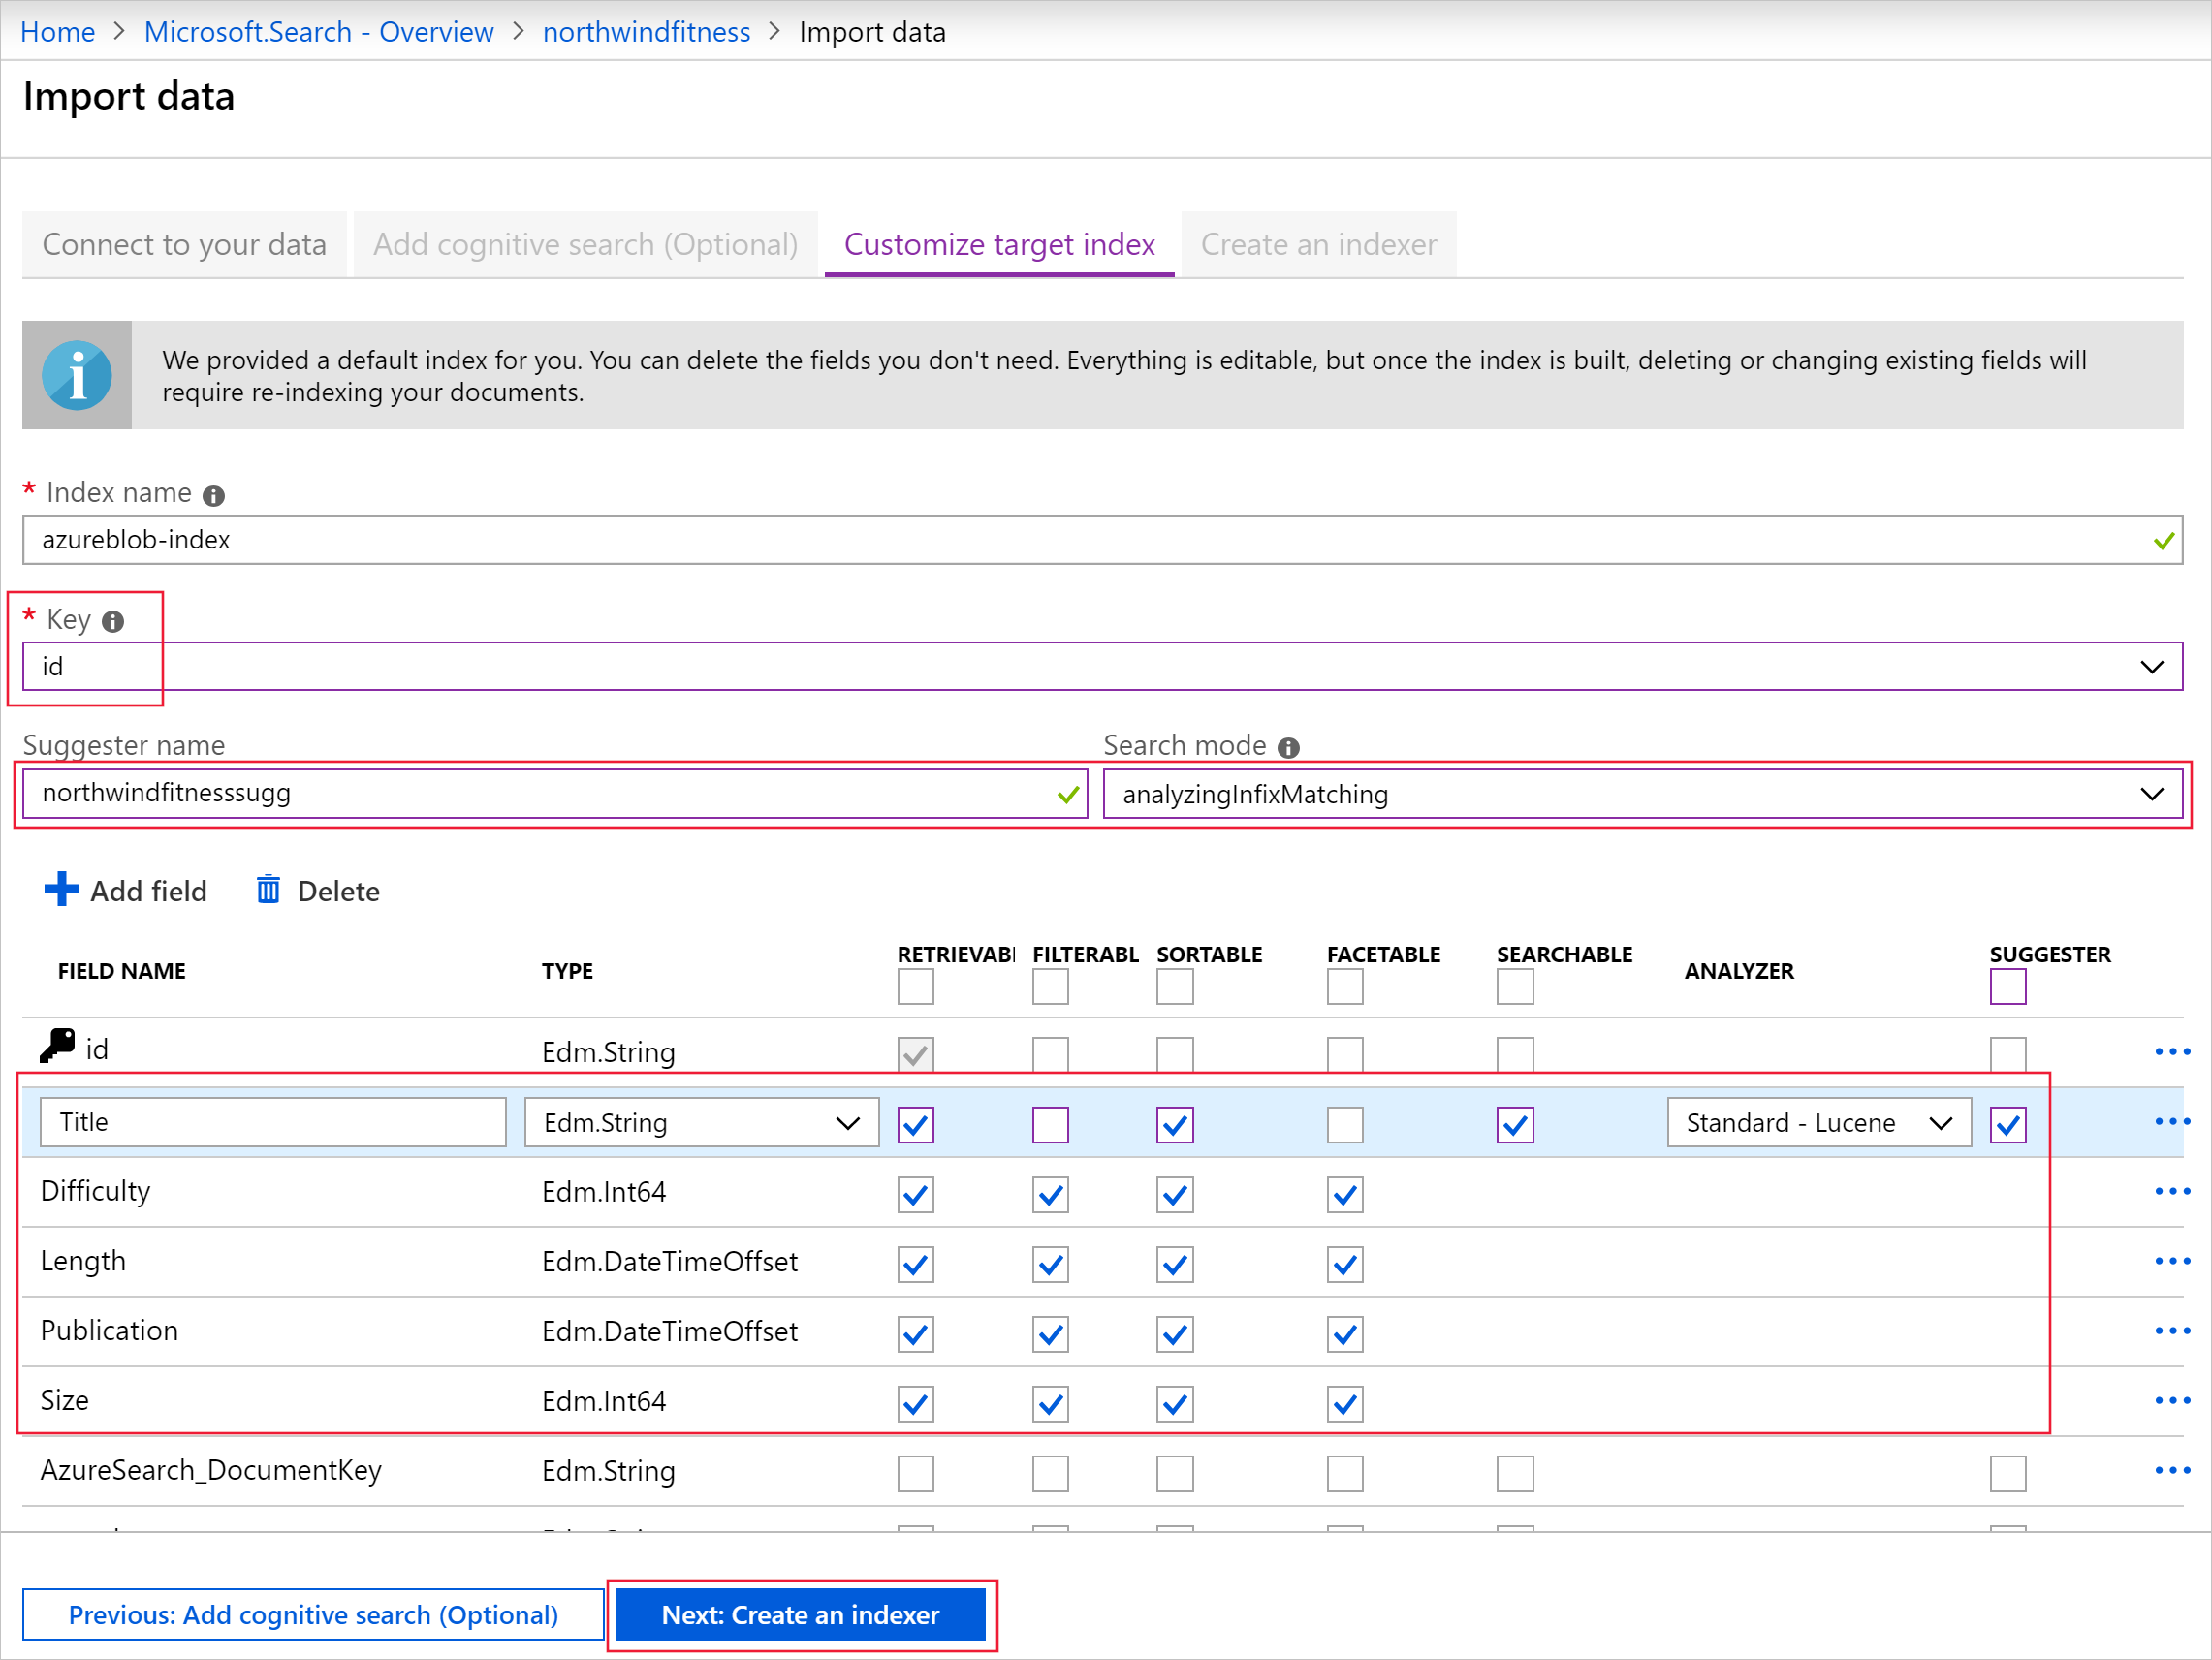 Home > Microsoft.Search - Overview > northwindfitness > Import data
Import data
Connect to your data Add cognitive search (Optional) Customize target index Create an indexer
We provided a default index for you. You can delete the fields you don't need. Everything is editable, but once the index is built, deleting or changing existing fields will
require re-indexing your documents.
* Index name
azureblob-index
* Key
id
Suggester name Search mode
northwindfitnesssugg analyzingInfixMatching
Add field Delete
FIELD NAME TYPE RETRIEVABL FILTERABL SORTABLE FACETABLE SEARCHABLE ANALYZER SUGGESTER
id Edm.String
Title Edm.String Standard - Lucene
Difficulty Edm.Int64
Length Edm.DateTimeOffset
Publication Edm.DateTimeOffset
Size Edm.Int64
AzureSearch_DocumentKey Edm.String
Previous: Add cognitive search (Optional) Next: Create an indexer